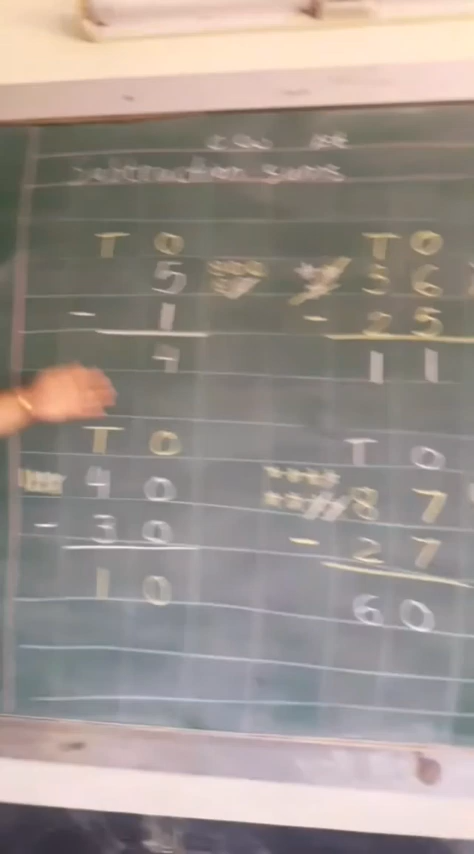 Subtraction sums
T O T O
5 3 6
- 1 - 2 5
4 1 1
T O T O
4 0 8 7
- 3 0 - 2 7
1 0 6 0